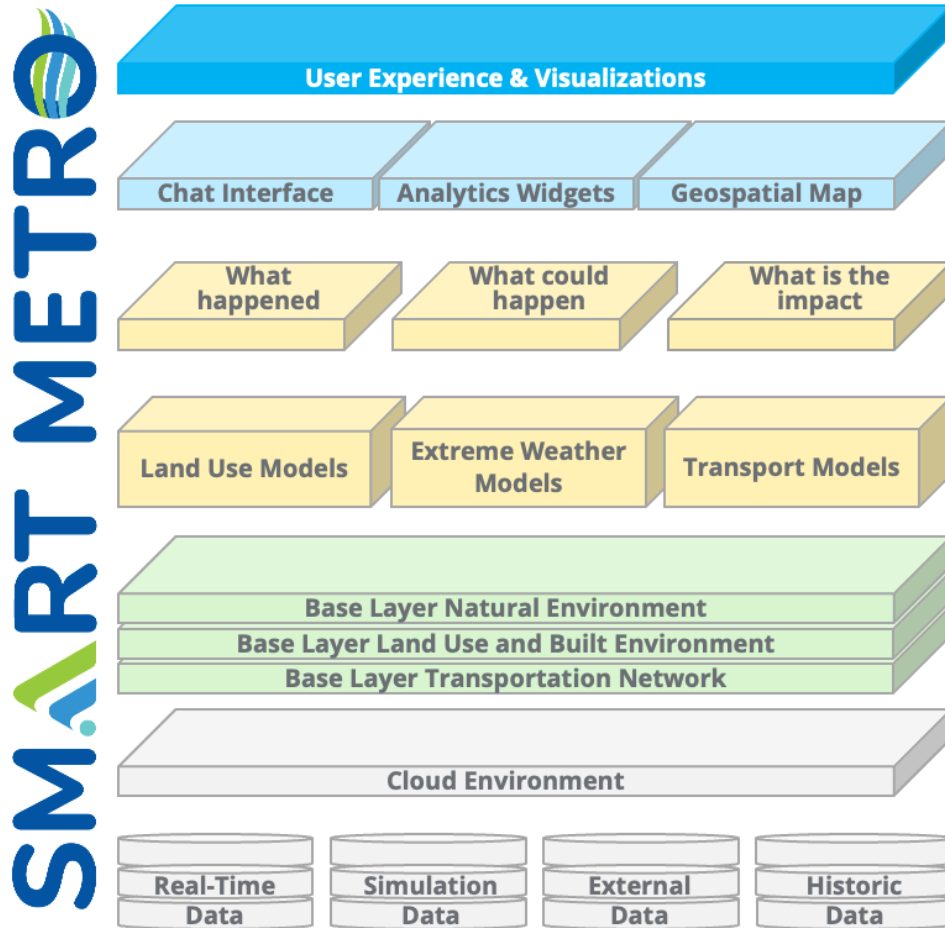 SMART METRO
User Experience & Visualizations
Chat Interface
Analytics Widgets
Geospatial Map
What
happened
What could
happen
What is the
impact
Land Use Models
Extreme Weather
Models
Transport Models
Base Layer Natural Environment
Base Layer Land Use and Built Environment
Base Layer Transportation Network
Cloud Environment
Real-Time
Data
Simulation
Data
External
Data
Historic
Data